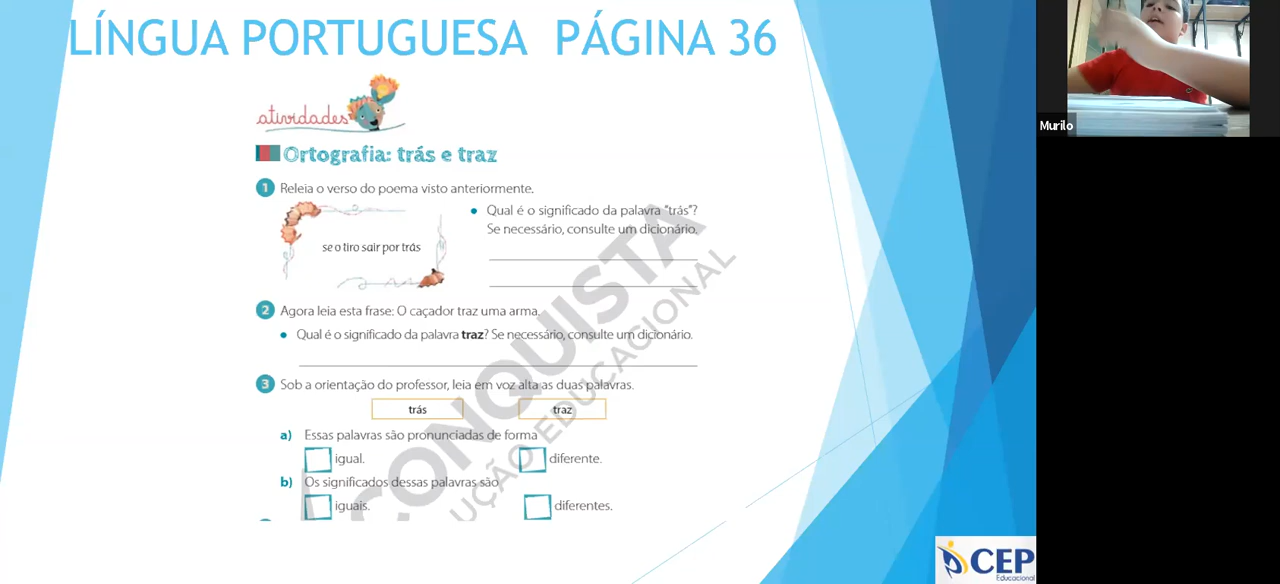 LÍNGUA PORTUGUESA PÁGINA 36
atividades
Ortografia: trás e traz
1 Releia o verso do poema visto anteriormente.
se o tiro sair por trás
• Qual é o significado da palavra “trás”?
Se necessário, consulte um dicionário.
2 Agora leia esta frase: O caçador traz uma arma.
• Qual é o significado da palavra traz? Se necessário, consulte um dicionário.
3 Sob a orientação do professor, leia em voz alta as duas palavras.
trás traz
a) Essas palavras são pronunciadas de forma
igual. diferente.
b) Os significados dessas palavras são
iguais. diferentes.
CONQUISTA
UÇÃO EDUCACIONAL
Murilo
CEP
Educacional